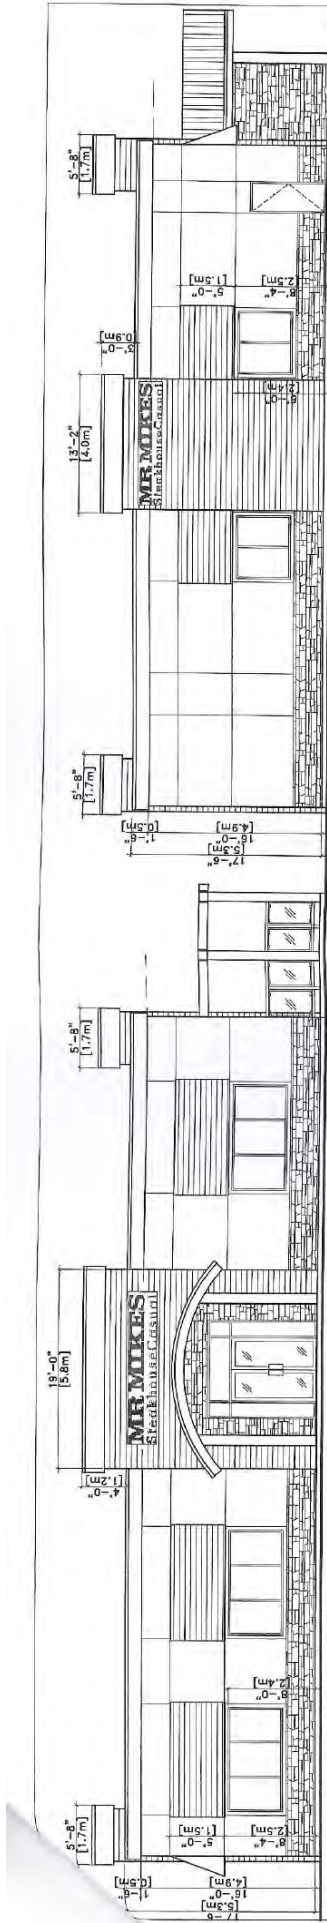 5'-8"
[1.7m]
1'-6"
[0.5m]
16'-0"
[4.9m]
17'-6"
[5.3m]
5'-0"
[1.5m]
8'-4"
[2.5m]
8'-0"
[2.4m]
4'-0"
[1.2m]
19'-0"
[5.8m]
MR MIKES
SteakhouseCasual
5'-8"
[1.7m]
5'-8"
[1.7m]
1'-6"
[0.5m]
16'-0"
[4.9m]
17'-6"
[5.3m]
13'-2"
[4.0m]
MR MIKES
SteakhouseCasual
8'-0"
[2.4m]
3'-0"
[0.9m]
5'-0"
[1.5m]
8'-4"
[2.5m]
5'-8"
[1.7m]